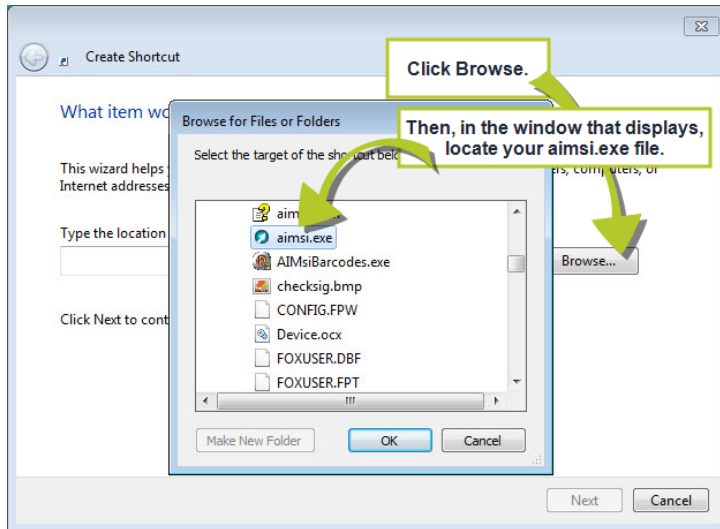 Create Shortcut
Click Browse.
What item wo
Browse for Files or Folders
Then, in the window that displays,
locate your aimsi.exe file.
Select the target of the shortcut
This wizard helps
ers, computers, or
Internet addresses
aim
Type the location
aimsi.exe
Browse...
AIMsiBarcodes.exe
checksig.bmp
CONFIG.FPW
Click Next to cont
Device.ocx
FOXUSER.DBF
FOXUSER.FPT
Make New Folder
OK
Cancel
Next
Cancel